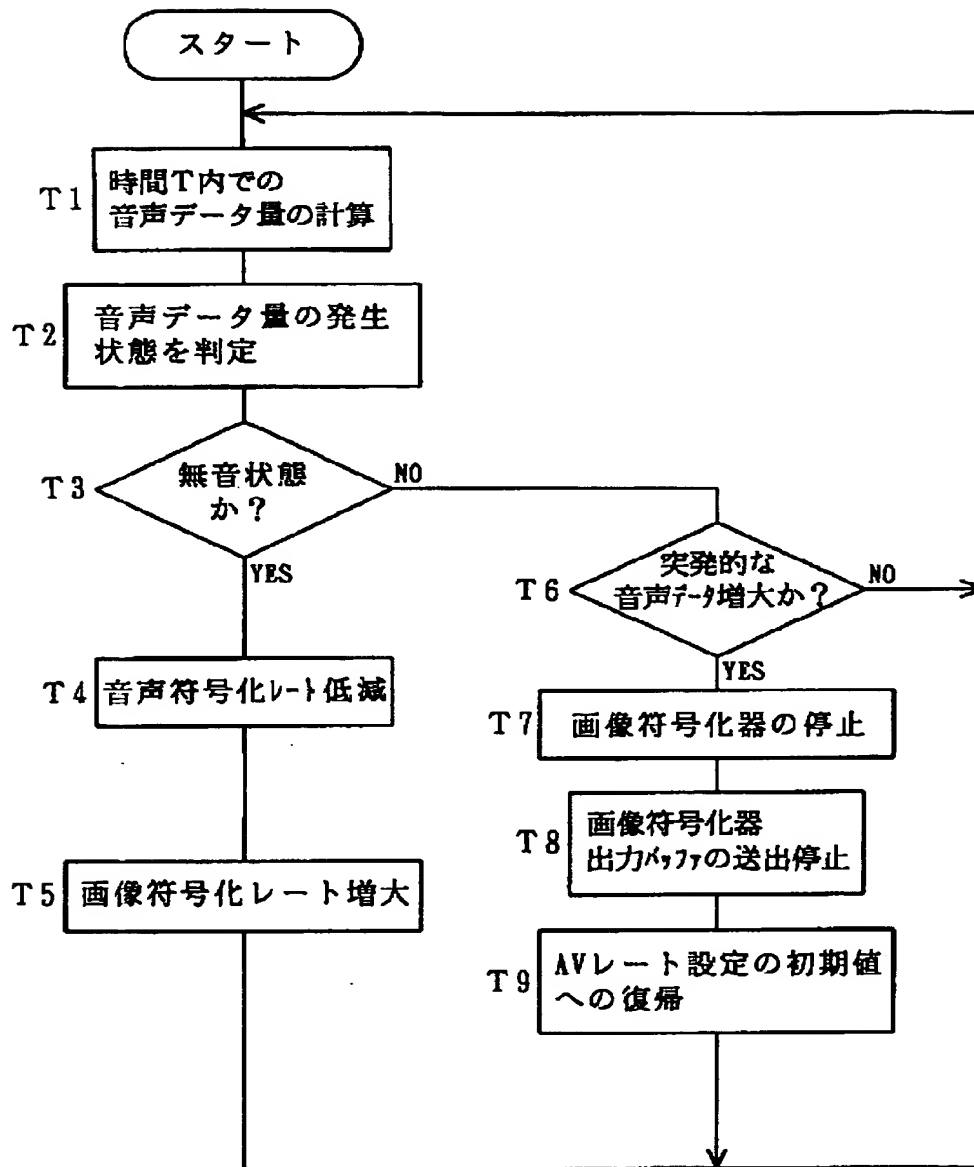 スタート
T1
時間T内での
音声データ量の計算
T2
音声データ量の発生
状態を判定
T3
無音状態
か?
NO
YES
T4
音声符号化レート低減
T5
画像符号化レート増大
T6
突発的な
音声データ増大か?
NO
YES
T7
画像符号化器の停止
T8
画像符号化器
出力バッファの送出停止
T9
AVレート設定の初期値
への復帰